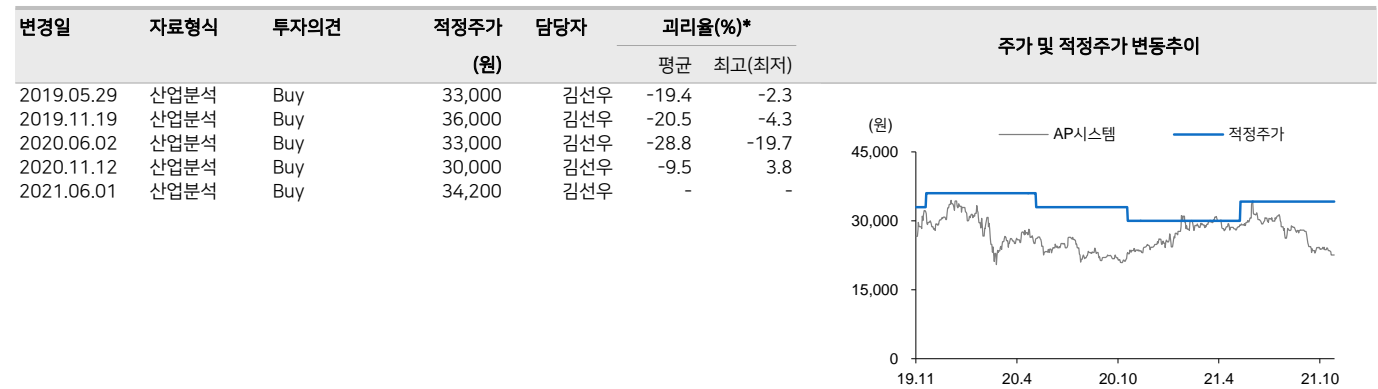 변경일 자료형식 투자의견 적정주가 담당자 괴리율(%)* 주가 및 적정주가 변동추이
(원) 평균 최고(최저)
2019.05.29 산업분석 Buy 33,000 김선우 -19.4 -2.3
2019.11.19 산업분석 Buy 36,000 김선우 -20.5 -4.3
2020.06.02 산업분석 Buy 33,000 김선우 -28.8 -19.7
2020.11.12 산업분석 Buy 30,000 김선우 -9.5 3.8
2021.06.01 산업분석 Buy 34,200 김선우 - -
(원) AP시스템 적정주가
45,000
30,000
15,000
0
19.11 20.4 20.10 21.4 21.10